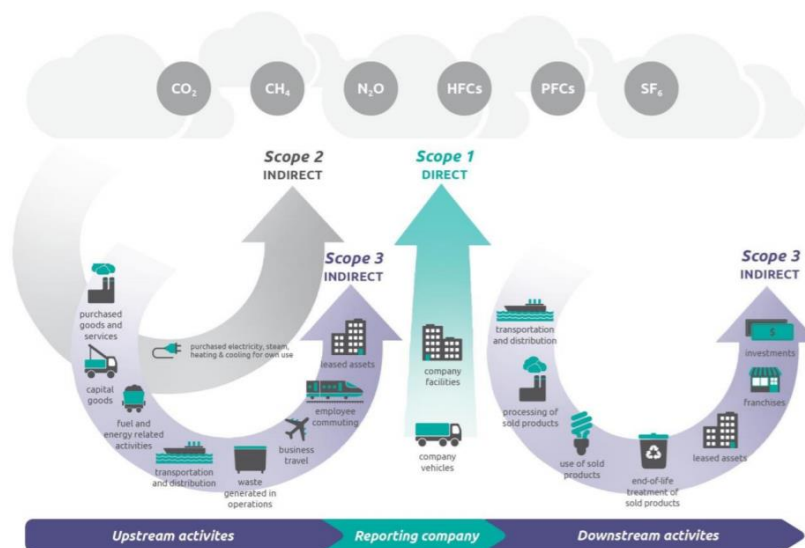 CO₂
CH₄
N₂O
HFCs
PFCs
SF₆
Scope 2
INDIRECT
Scope 1
DIRECT
Scope 3
INDIRECT
Scope 3
INDIRECT
purchased
goods and
services
capital
goods
fuel and
energy related
activities
transportation
and distribution
waste
generated in
operations
business
travel
employee
commuting
leased assets
purchased electricity, steam,
heating & cooling for own use
company
facilities
company
vehicles
transportation
and distribution
processing of
sold products
use of sold
products
end-of-life
treatment of
sold products
leased assets
franchises
$
investments
Upstream activites
Reporting company
Downstream activites